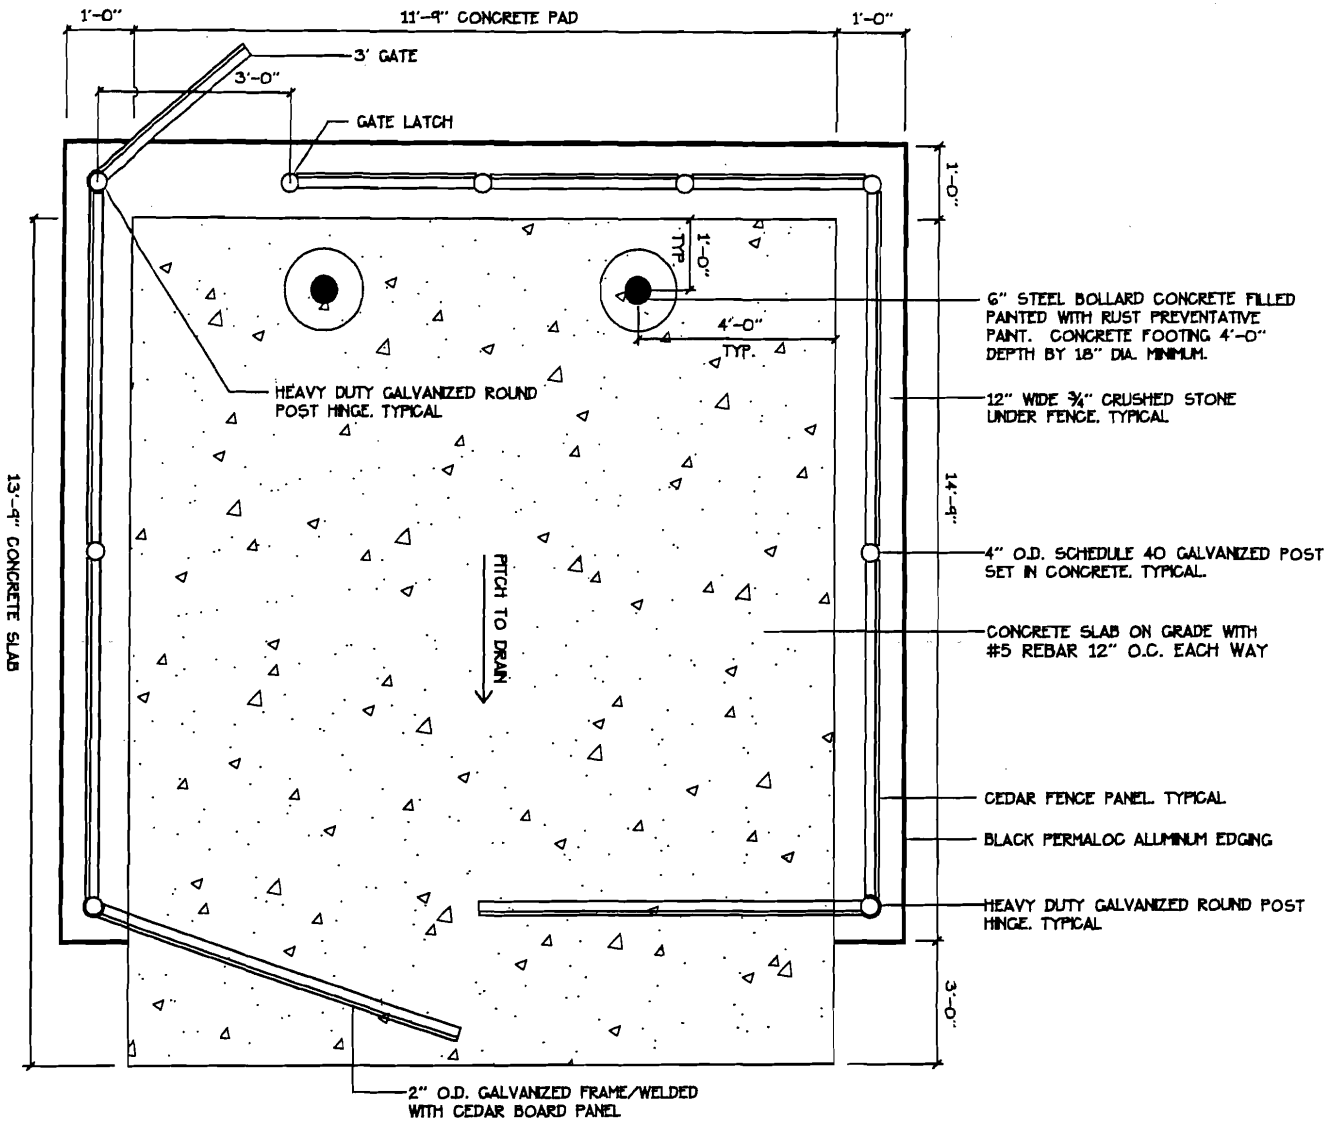 1'-0"
11'-9" CONCRETE PAD
1'-0"
3' GATE
3'-0"
GATE LATCH
1'-0"
1'-0"
TYP.
6" STEEL BOLLARD CONCRETE FILLED
PAINTED WITH RUST PREVENTATIVE
PAINT. CONCRETE FOOTING 4'-0"
DEPTH BY 18" DIA. MINIMUM.
4'-0"
TYP.
HEAVY DUTY GALVANIZED ROUND
POST HINGE. TYPICAL
12" WIDE ¾" CRUSHED STONE
UNDER FENCE. TYPICAL
13'-9" CONCRETE SLAB
14'-9"
PITCH TO DRAIN
4" O.D. SCHEDULE 40 GALVANIZED POST
SET IN CONCRETE. TYPICAL.
CONCRETE SLAB ON GRADE WITH
#5 REBAR 12" O.C. EACH WAY
CEDAR FENCE PANEL. TYPICAL
BLACK PERMALOC ALUMINUM EDGING
HEAVY DUTY GALVANIZED ROUND POST
HINGE. TYPICAL
3'-0"
2" O.D. GALVANIZED FRAME/WELDED
WITH CEDAR BOARD PANEL